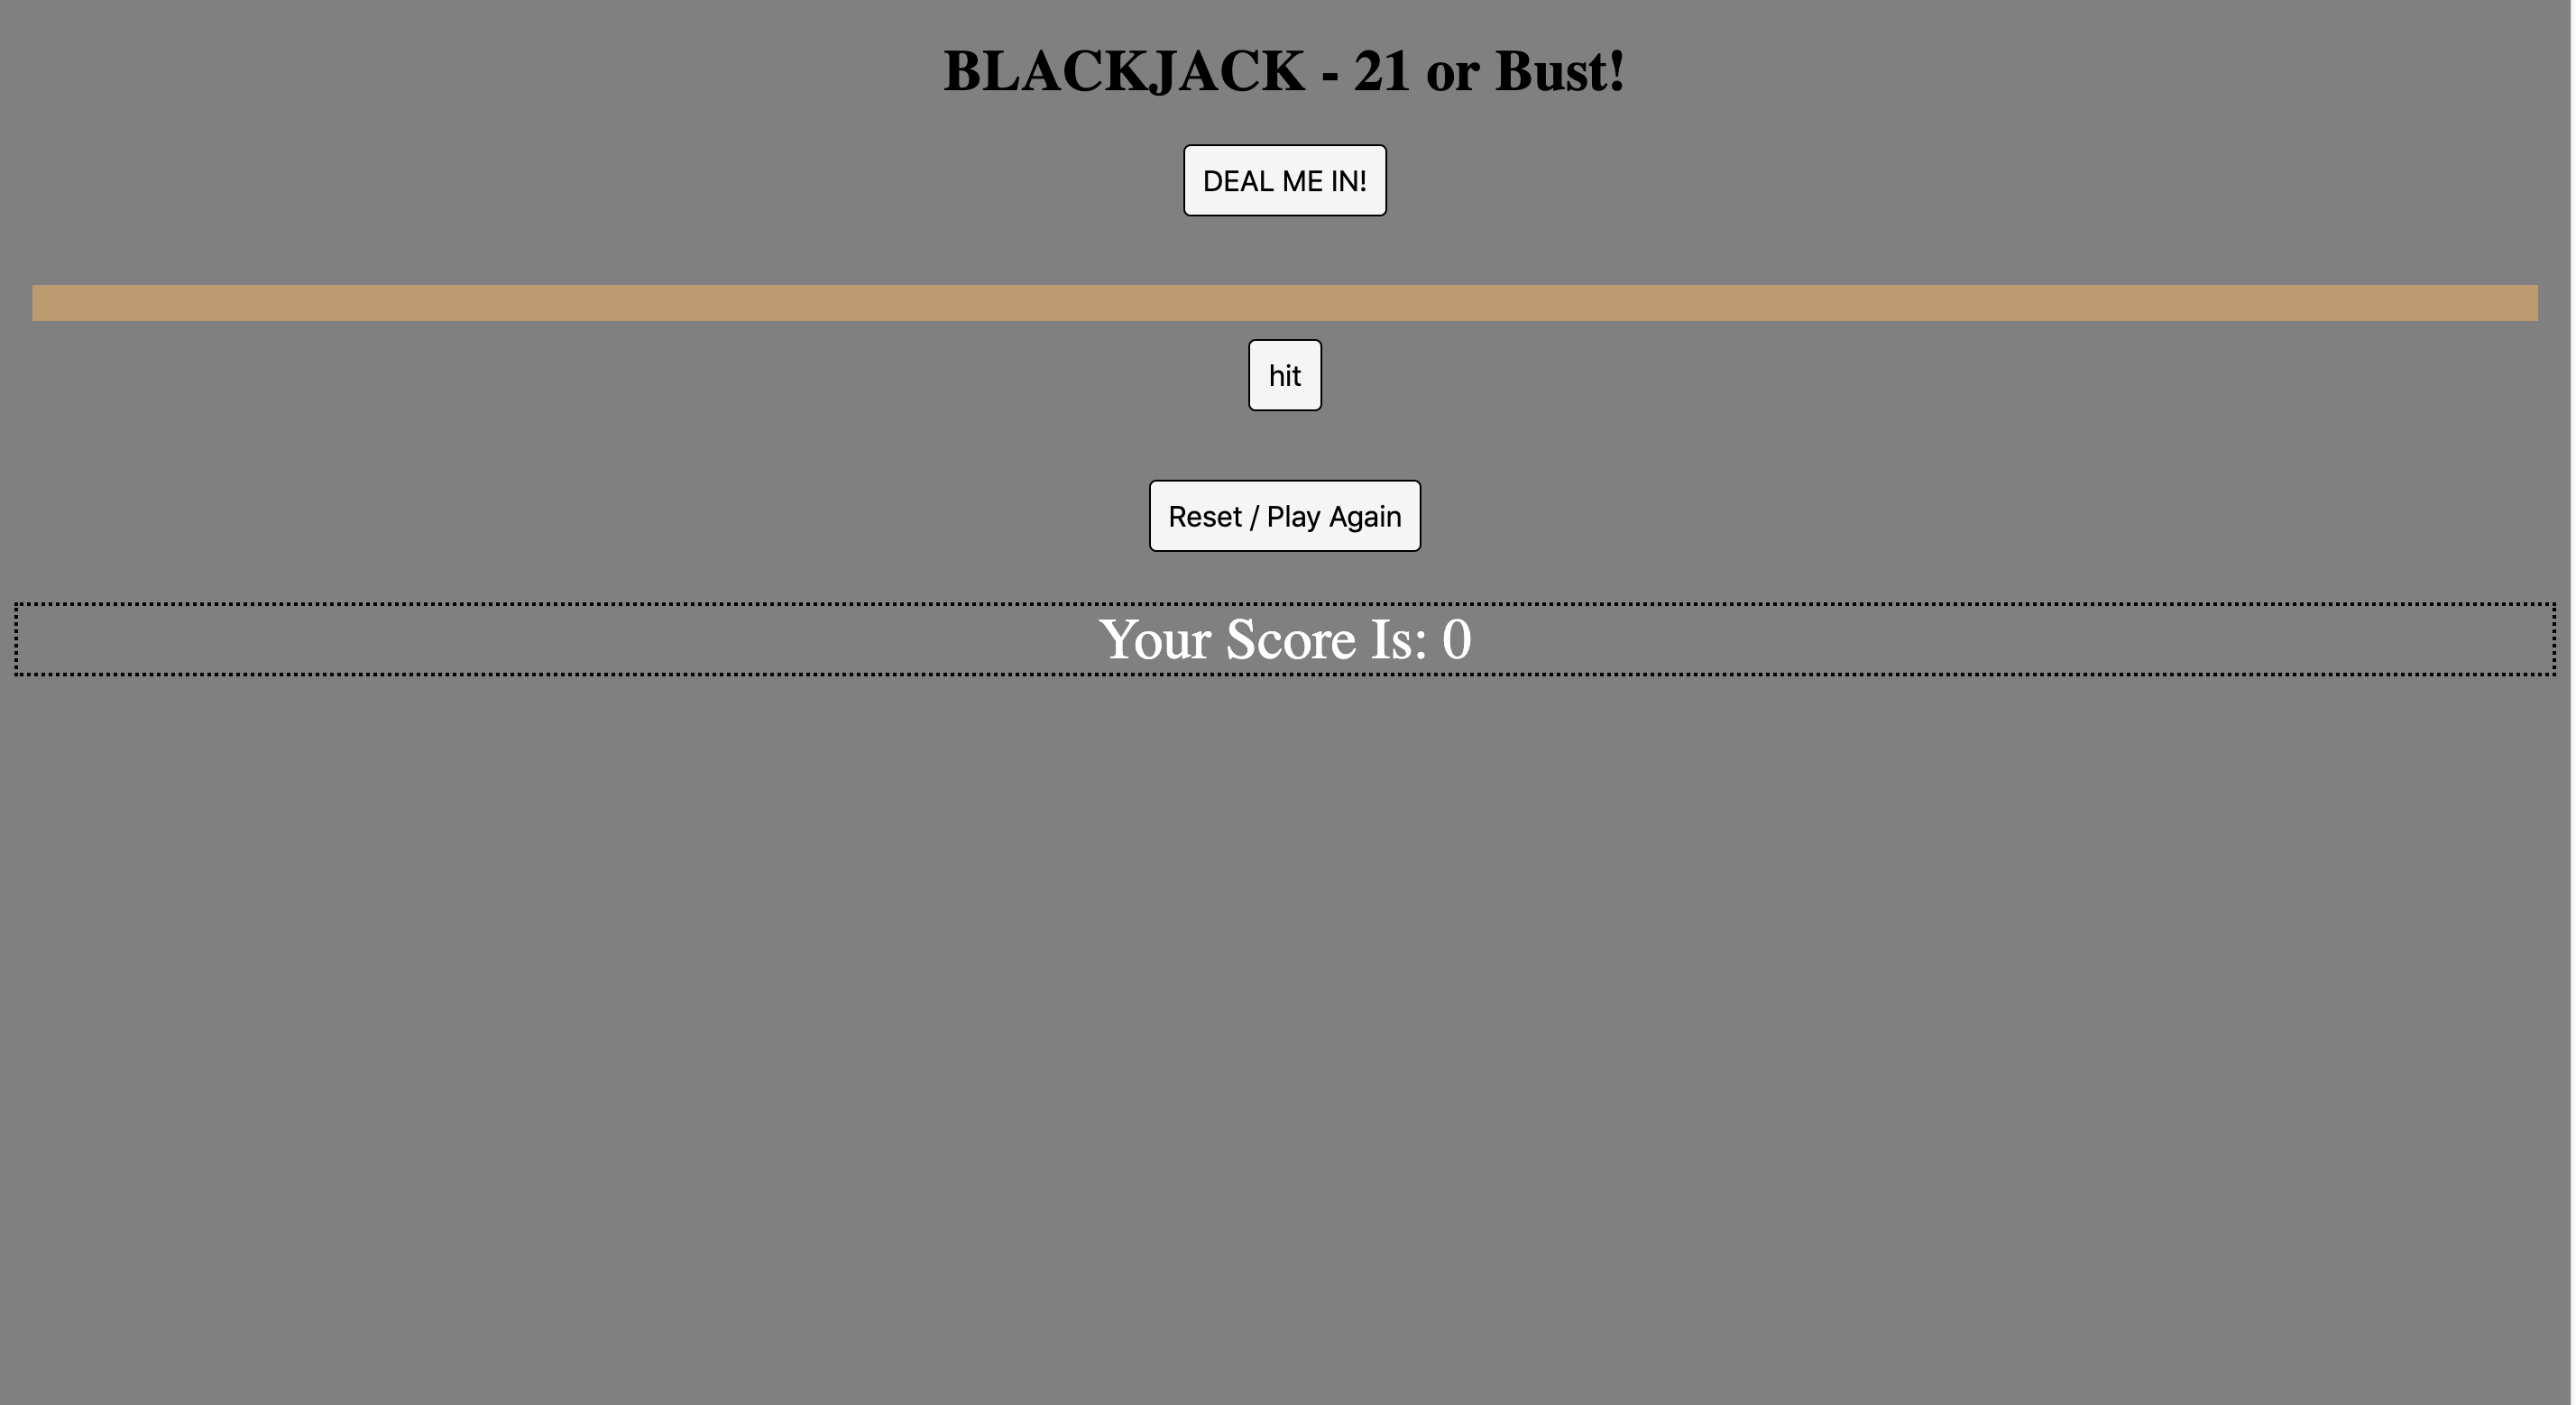 BLACKJACK - 21 or Bust!
DEAL ME IN!
hit
Reset / Play Again
Your Score Is: 0